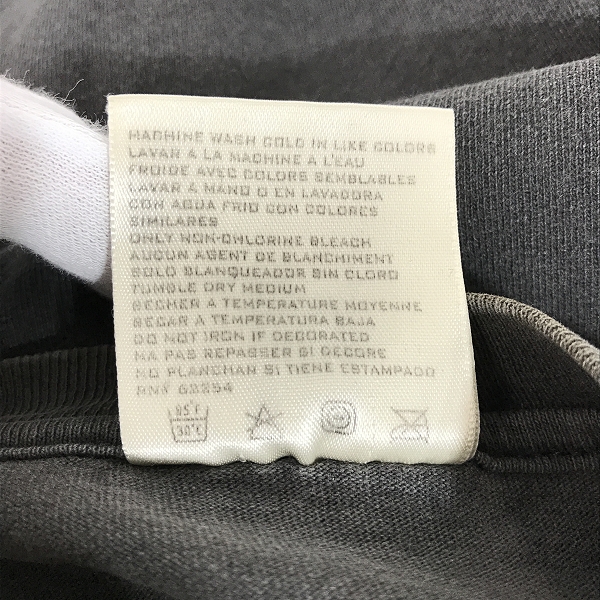 MACHINE WASH COLD IN LIKE COLORS
LAVAR A LA MACHINE A L'EAU
FROIDE AVEC COLORS SEMBLABLES
LAVAR A MANO O EN LAVADORA
CON AGUA FRIO CON COLORES
SIMILARES
ONLY NON-CHLORINE BLEACH
AUCUN AGENT DE BLANCHIMENT
SOLO BLANQUEADOR SIN CLORO
TUMBLE DRY MEDIUM
SECHER A TEMPERATURE MOYENNE
SECAR A TEMPERATURA BAJA
DO NOT IRON IF DECORATED
NA PAS REPASSER SI DECORE
NO PLANCHAR SI TIENE ESTAMPADO
RN# 63254
85°F
30°C